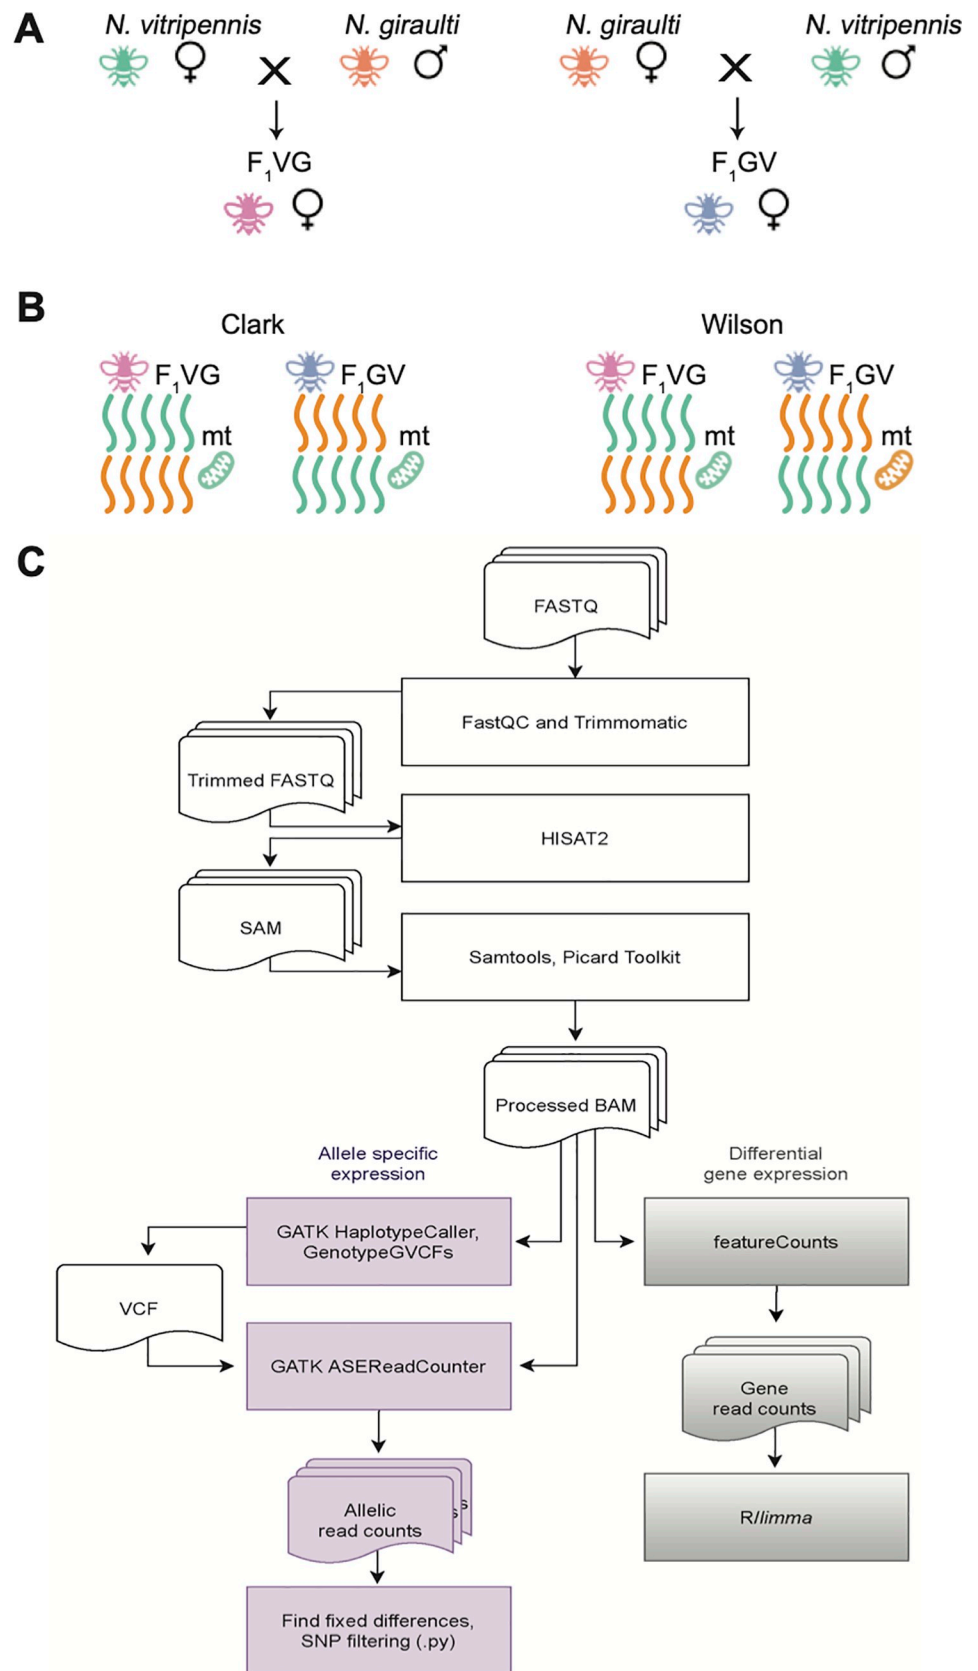 A
N. vitripennis ♀ × N. giraulti ♂
F₁VG ♀
N. giraulti ♀ × N. vitripennis ♂
F₁GV ♀
B
Clark
F₁VG
mt
F₁GV
mt
Wilson
F₁VG
mt
F₁GV
mt
C
FASTQ
FastQC and Trimmomatic
Trimmed FASTQ
HISAT2
SAM
Samtools, Picard Toolkit
Processed BAM
Allele specific
expression
GATK HaplotypeCaller,
GenotypeGVCFs
VCF
GATK ASEReadCounter
Allelic
read counts
s
s
Find fixed differences,
SNP filtering (.py)
Differential
gene expression
featureCounts
Gene
read counts
R/limma